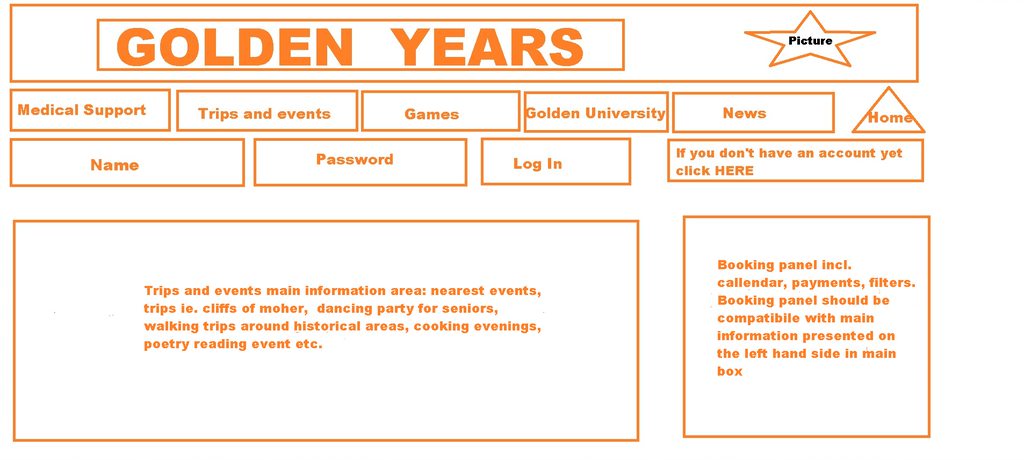 GOLDEN YEARS
Picture
Medical Support
Trips and events
Games
Golden University
News
Home
Name
Password
Log In
If you don't have an account yet
click HERE
Trips and events main information area: nearest events,
trips ie. cliffs of moher, dancing party for seniors,
walking trips around historical areas, cooking evenings,
poetry reading event etc.
Booking panel incl.
callendar, payments, filters.
Booking panel should be
compatibile with main
information presented on
the left hand side in main
box